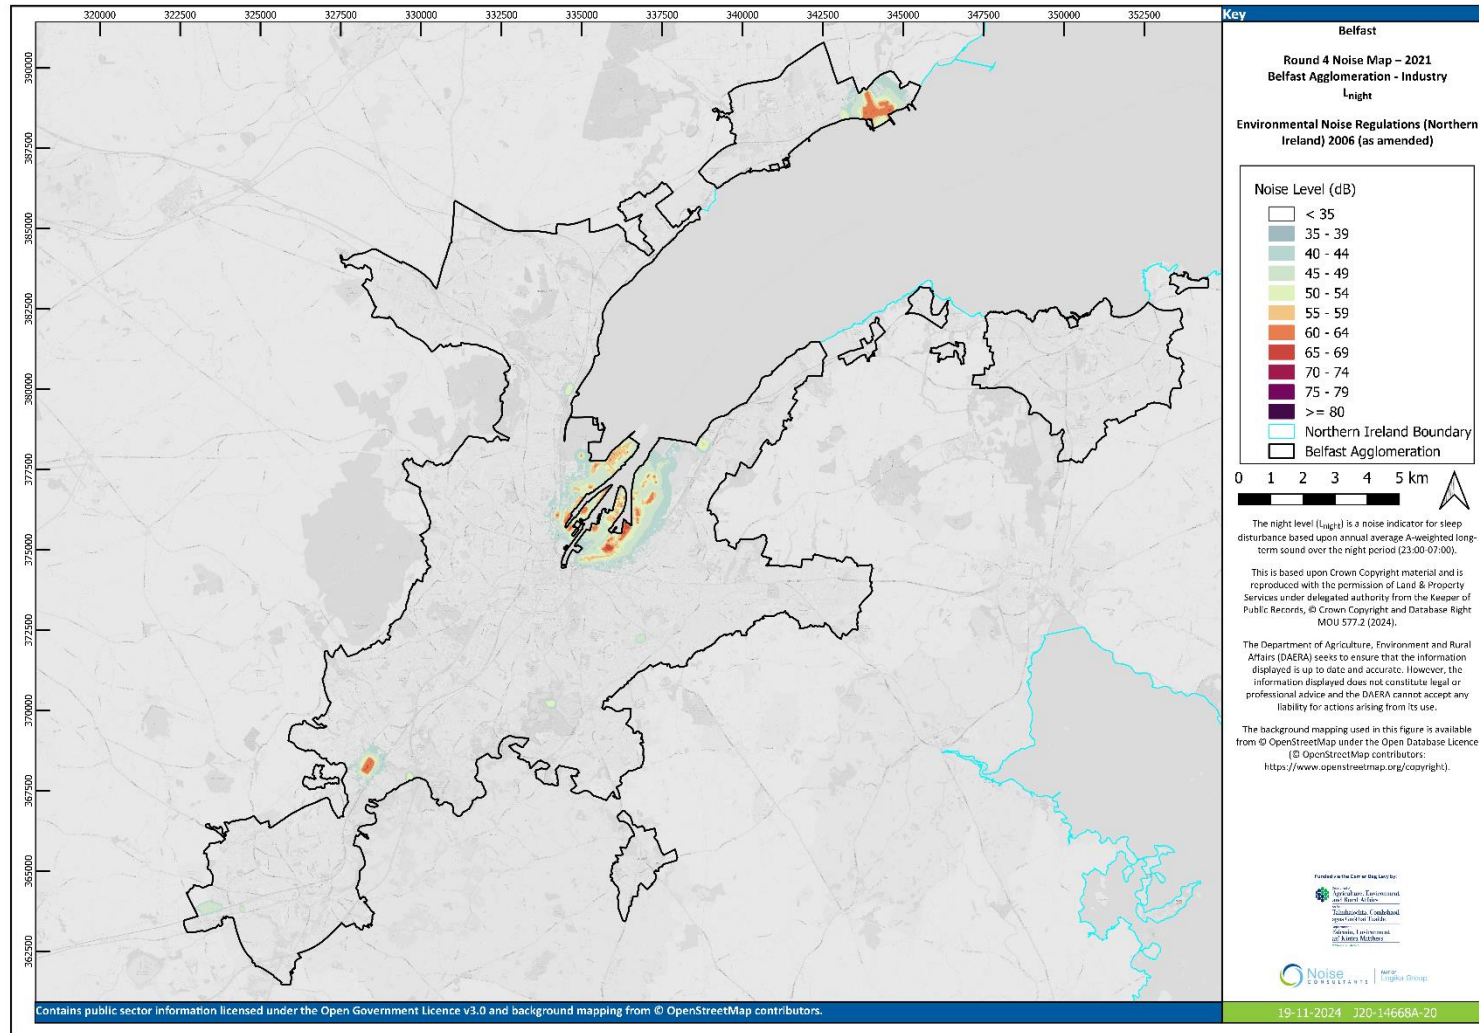 320000 322500 325000 327500 330000 332500 335000 337500 340000 342500 345000 347500 350000 352500
390000
387500
385000
382500
380000
377500
375000
372500
370000
367500
365000
362500
Key
Belfast
Round 4 Noise Map – 2021
Belfast Agglomeration - Industry
Lnight
Environmental Noise Regulations (Northern
Ireland) 2006 (as amended)
Noise Level (dB)
< 35
35 - 39
40 - 44
45 - 49
50 - 54
55 - 59
60 - 64
65 - 69
70 - 74
75 - 79
>= 80
Northern Ireland Boundary
Belfast Agglomeration
0 1 2 3 4 5 km
The night level (Lnight) is a noise indicator for sleep
disturbance based upon annual average A-weighted long-
term sound over the night period (23:00-07:00).
This is based upon Crown Copyright material and is
reproduced with the permission of Land & Property
Services under delegated authority from the Keeper of
Public Records, © Crown Copyright and Database Right
MOU 577.2 (2024).
The Department of Agriculture, Environment and Rural
Affairs (DAERA) seeks to ensure that the information
displayed is up to date and accurate. However, the
information displayed does not constitute legal or
professional advice and the DAERA cannot accept any
liability for actions arising from its use.
The background mapping used in this figure is available
from © OpenStreetMap under the Open Database Licence
(© OpenStreetMap contributors:
https://www.openstreetmap.org/copyright).
Agriculture, Environment
and Rural Affairs
Noise
CONSULTANTS
PART OF
Logika Group
Contains public sector information licensed under the Open Government Licence v3.0 and background mapping from © OpenStreetMap contributors.
19-11-2024 J20-14668A-20